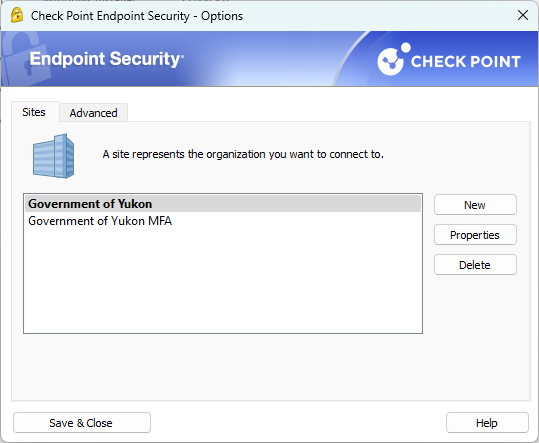 Check Point Endpoint Security - Options
Endpoint Security
CHECK POINT
Sites
Advanced
A site represents the organization you want to connect to.
Government of Yukon
Government of Yukon MFA
New
Properties
Delete
Save & Close
Help